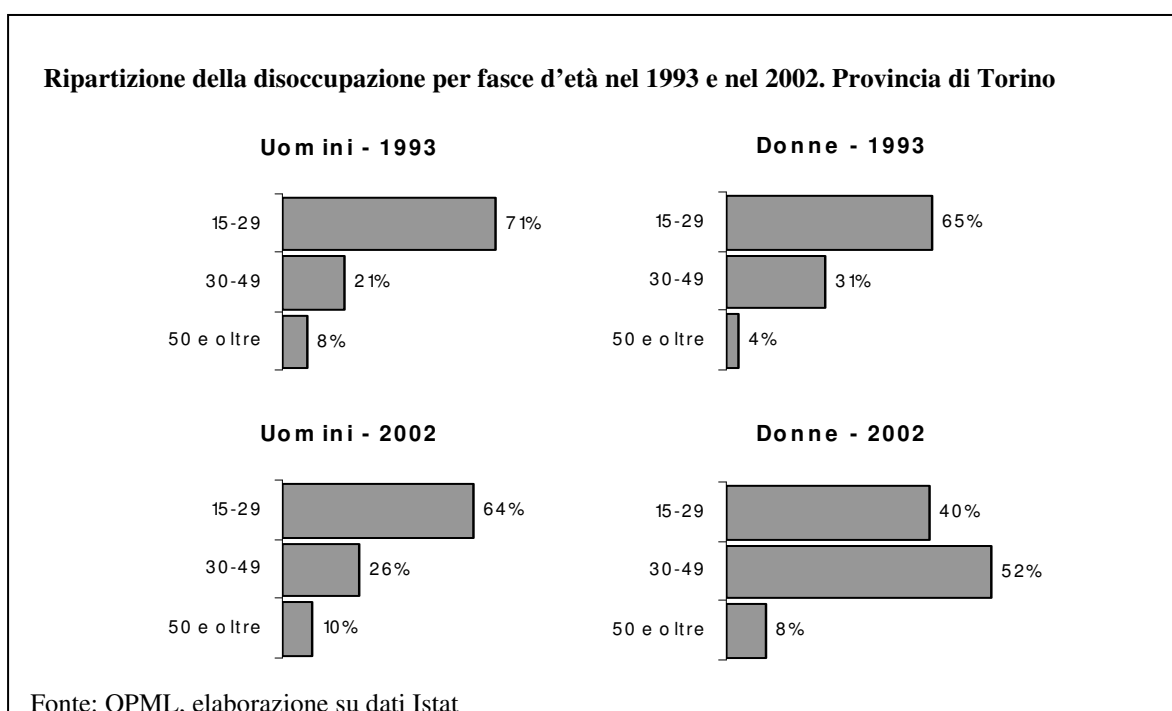 Ripartizione della disoccupazione per fasce d'età nel 1993 e nel 2002. Provincia di Torino
Uomini - 1993
15-29 71%
30-49 21%
50 e oltre 8%
Donne - 1993
15-29 65%
30-49 31%
50 e oltre 4%
Uomini - 2002
15-29 64%
30-49 26%
50 e oltre 10%
Donne - 2002
15-29 40%
30-49 52%
50 e oltre 8%
Fonte: OPML, elaborazione su dati Istat